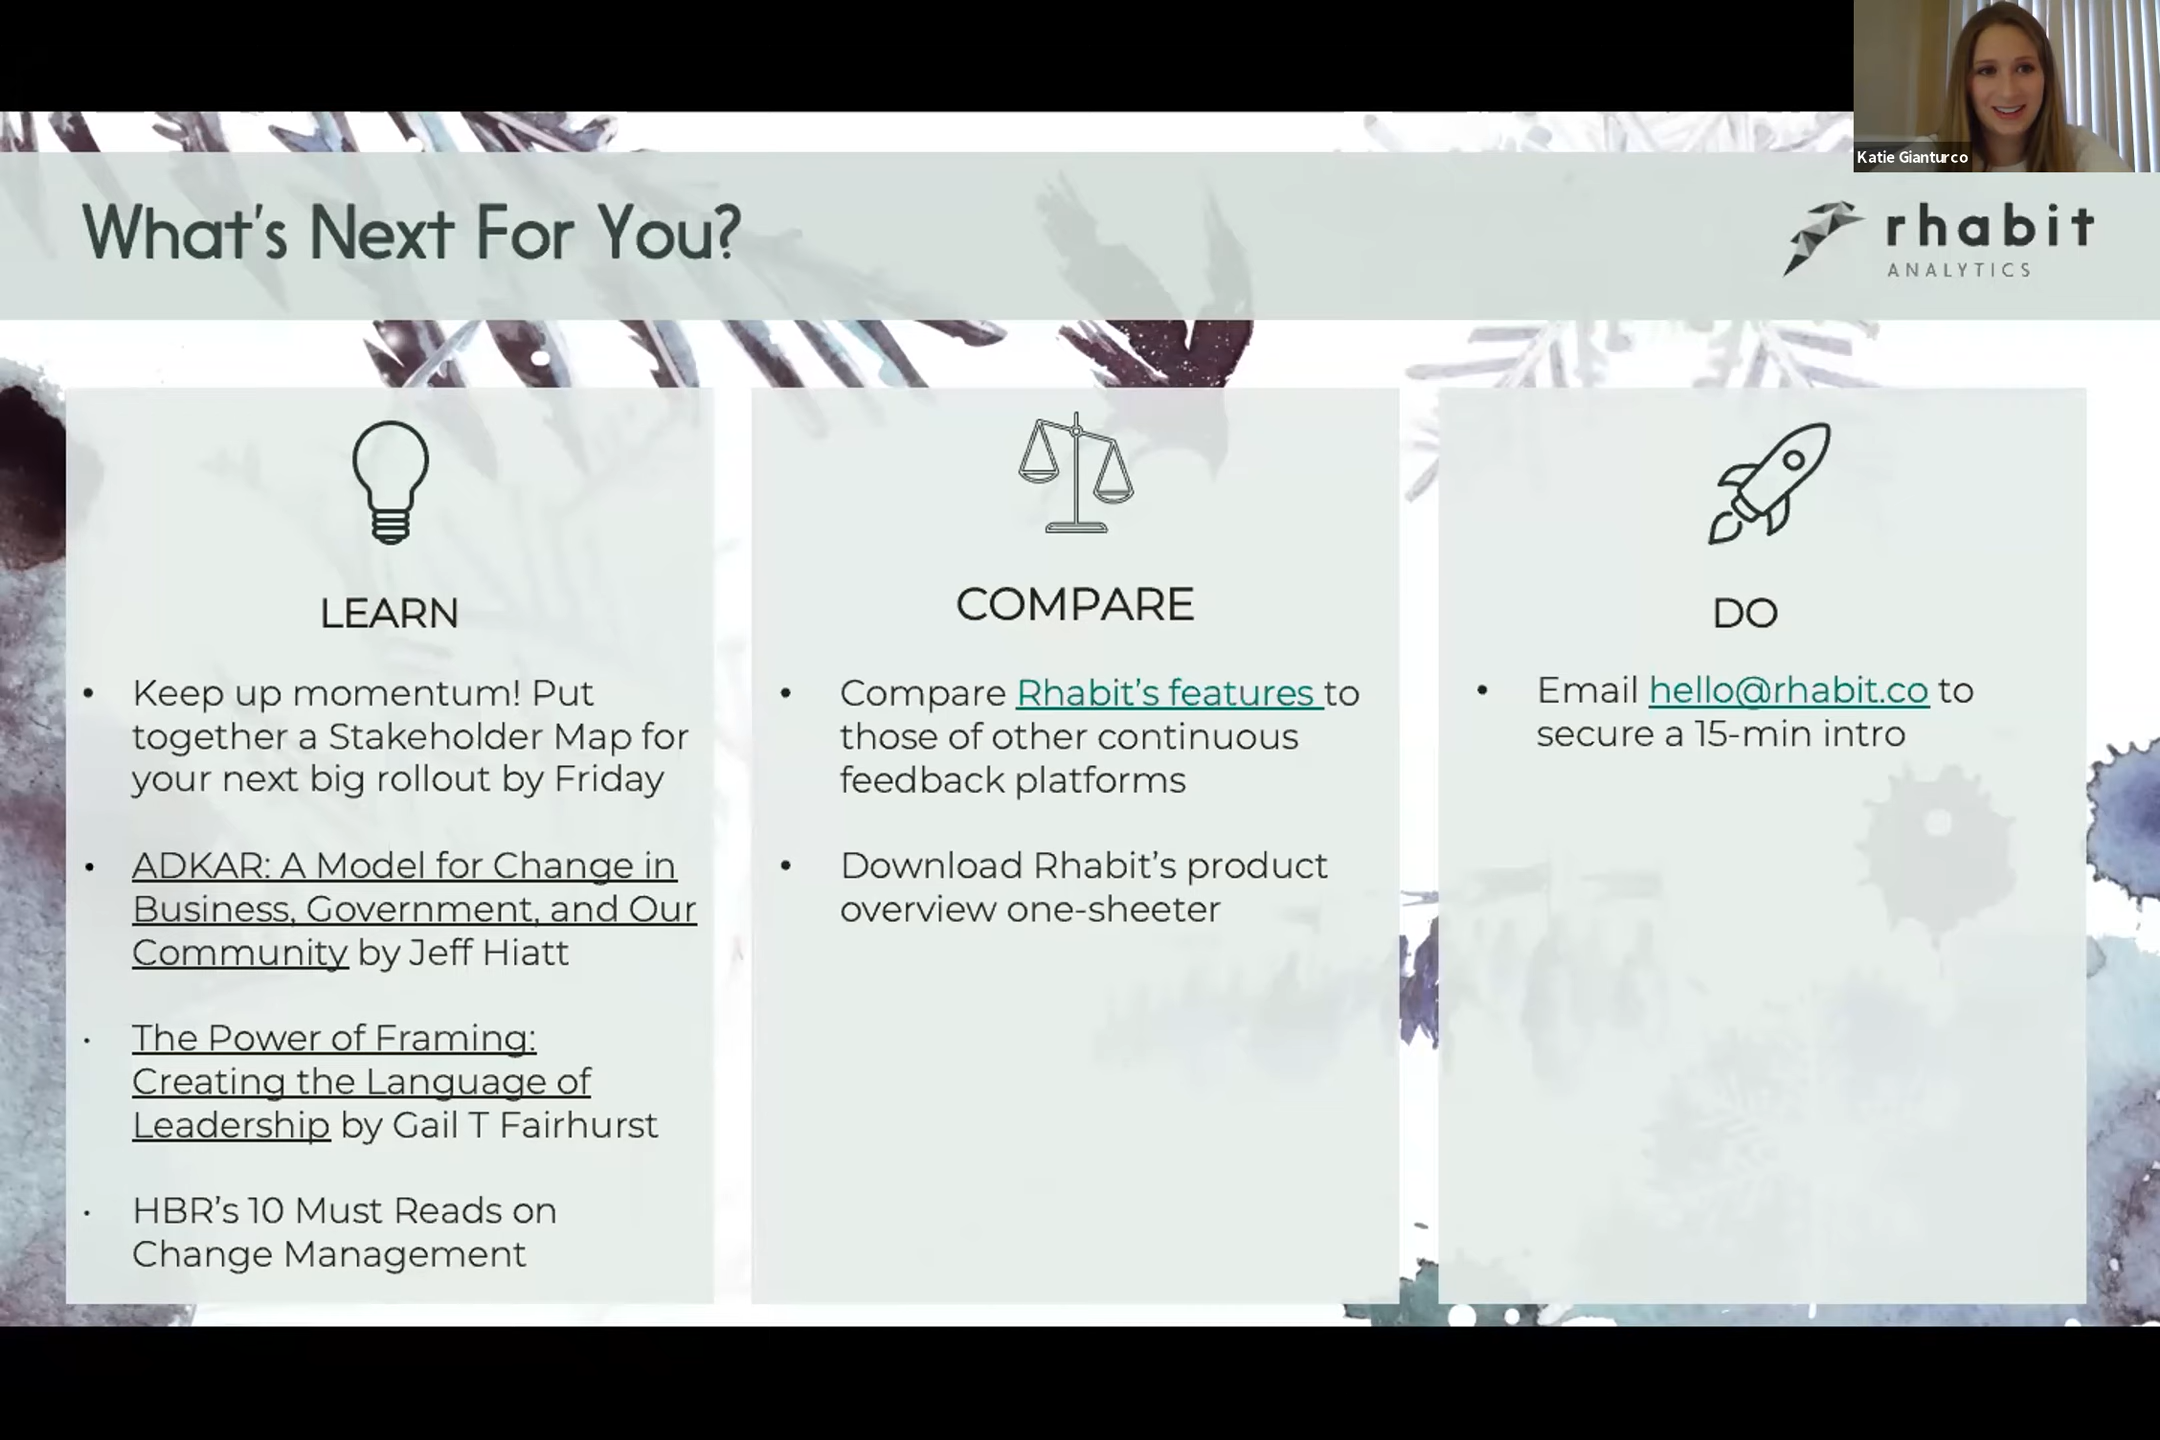 Katie Gianturco
What's Next For You?
rhabit
ANALYTICS
LEARN
• Keep up momentum! Put
together a Stakeholder Map for
your next big rollout by Friday
• ADKAR: A Model for Change in
Business, Government, and Our
Community by Jeff Hiatt
• The Power of Framing:
Creating the Language of
Leadership by Gail T Fairhurst
• HBR's 10 Must Reads on
Change Management
COMPARE
• Compare Rhabit's features to
those of other continuous
feedback platforms
• Download Rhabit's product
overview one-sheeter
DO
• Email hello@rhabit.co to
secure a 15-min intro